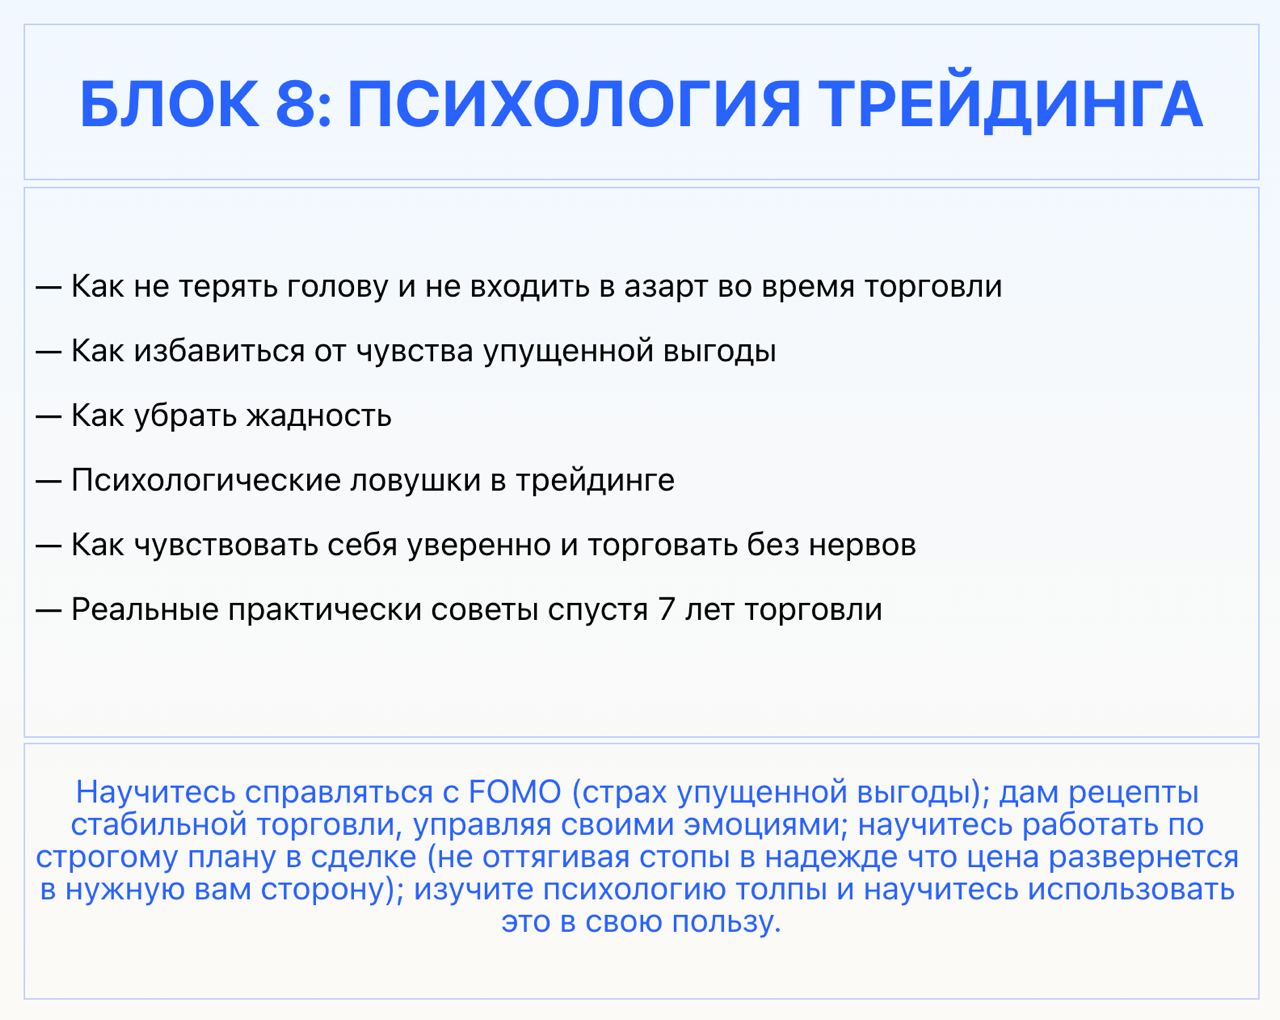 БЛОК 8: ПСИХОЛОГИЯ ТРЕЙДИНГА
— Как не терять голову и не входить в азарт во время торговли
— Как избавиться от чувства упущенной выгоды
— Как убрать жадность
— Психологические ловушки в трейдинге
— Как чувствовать себя уверенно и торговать без нервов
— Реальные практически советы спустя 7 лет торговли
Научитесь справляться с FOMO (страх упущенной выгоды); дам рецепты
стабильной торговли, управляя своими эмоциями; научитесь работать по
строгому плану в сделке (не оттягивая стопы в надежде что цена развернется
в нужную вам сторону); изучите психологию толпы и научитесь использовать
это в свою пользу.